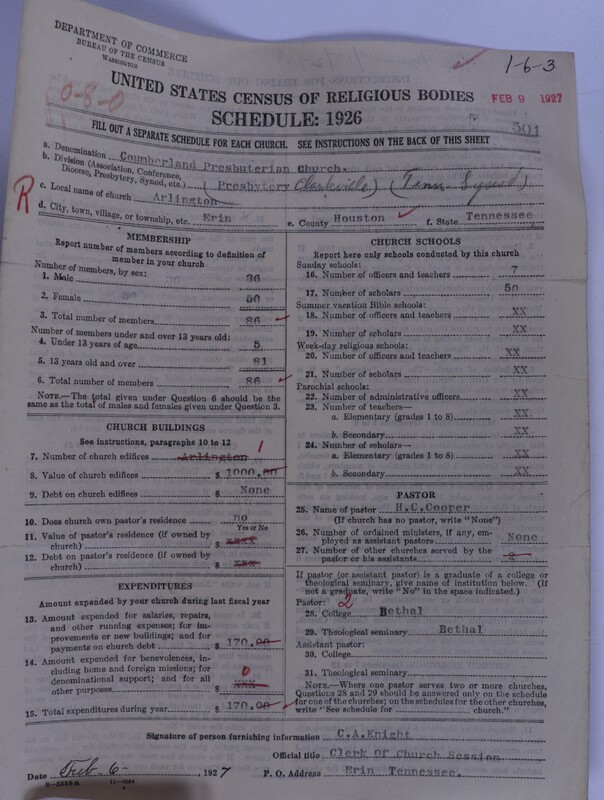 DEPARTMENT OF COMMERCE
BUREAU OF THE CENSUS
WASHINGTON
1-6-3
UNITED STATES CENSUS OF RELIGIOUS BODIES
FEB 9 1927
0-8-0
SCHEDULE: 1926
501
FILL OUT A SEPARATE SCHEDULE FOR EACH CHURCH. SEE INSTRUCTIONS ON THE BACK OF THIS SHEET
a. Denomination Coumberland Presbuterian Church.
b. Division (Association, Conference,
Diocese, Presbytery, Synod, etc.) (Presbytery Clarkville) (Tenn.
R
c. Local name of church Arlington
d. City, town, village, or township, etc. Erin e. County Houston f. State Tennessee
MEMBERSHIP
Report number of members according to definition of
member in your church
Number of members, by sex:
1. Male 36
2. Female 50
3. Total number of members 86
Number of members under and over 13 years old:
4. Under 13 years of age 5
5. 13 years old and over 81
6. Total number of members 86
NOTE.—The total given under Question 6 should be the
same as the total of males and females given under Question 3.
CHURCH BUILDINGS
See instructions, paragraphs 10 to 12
7. Number of church edifices Arlington 1
8. Value of church edifices $ 1000.00
9. Debt on church edifices $ None
10. Does church own pastor's residence no
Yes or No
11. Value of pastor's residence (if owned by
church) $ xxxx
12. Debt on pastor's residence (if owned by
church) $ xxx
EXPENDITURES
Amount expended by your church during last fiscal year
13. Amount expended for salaries, repairs,
and other running expenses; for im-
provements or new buildings; and for
payments on church debt $ 170.00
14. Amount expended for benevolences, in-
cluding home and foreign missions; for
denominational support; and for all
other purposes $ xxx 0
15. Total expenditures during year $ 170.00
CHURCH SCHOOLS
Report here only schools conducted by this church
Sunday schools:
16. Number of officers and teachers 7
17. Number of scholars 50
Summer vacation Bible schools:
18. Number of officers and teachers XX
19. Number of scholars XX
Week-day religious schools:
20. Number of officers and teachers XX
21. Number of scholars XX
Parochial schools:
22. Number of administrative officers XX
23. Number of teachers—
a. Elementary (grades 1 to 8) XX
b. Secondary XX
24. Number of scholars—
a. Elementary (grades 1 to 8) XX
b. Secondary XX
PASTOR
25. Name of pastor H.C.Cooper
(If church has no pastor, write "None")
26. Number of ordained ministers, if any, em-
ployed as assistant pastors None
27. Number of other churches served by the
pastor or his assistants 2
If pastor (or assistant pastor) is a graduate of a college or
theological seminary, give name of institution below. (If
not a graduate, write "No" in the space indicated.)
Pastor: 2
28. College Bethal
29. Theological seminary Bethal
Assistant pastor:
30. College
31. Theological seminary
NOTE.—Where one pastor serves two or more churches,
Questions 28 and 29 should be answered only on the schedule
for one of the churches; on the schedules for the other churches,
write "See schedule for church."
Signature of person furnishing information C.A.Knight
Official title Clerk Of Church Session
Date Feb 6- , 1927 P. O. Address Erin Tennessee.